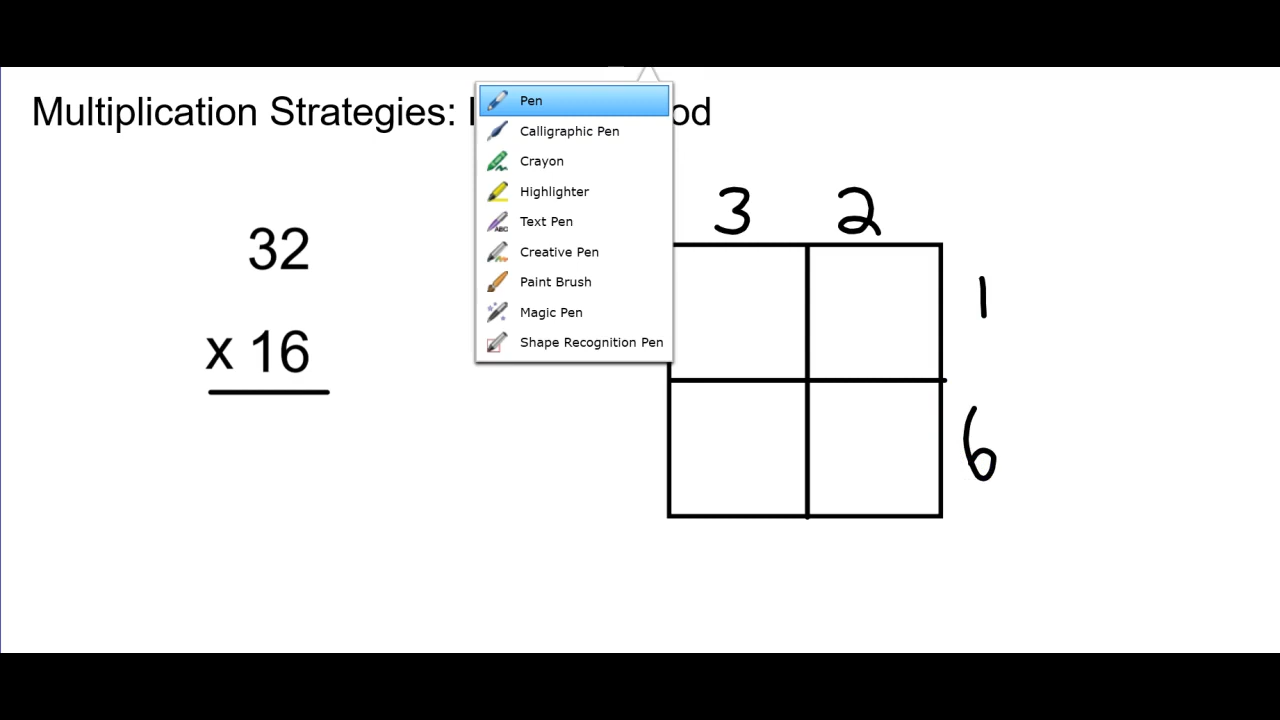 Multiplication Strategies:
Pen
Calligraphic Pen
Crayon
Highlighter
Text Pen
Creative Pen
Paint Brush
Magic Pen
Shape Recognition Pen
32
x 16
3 2
1
6